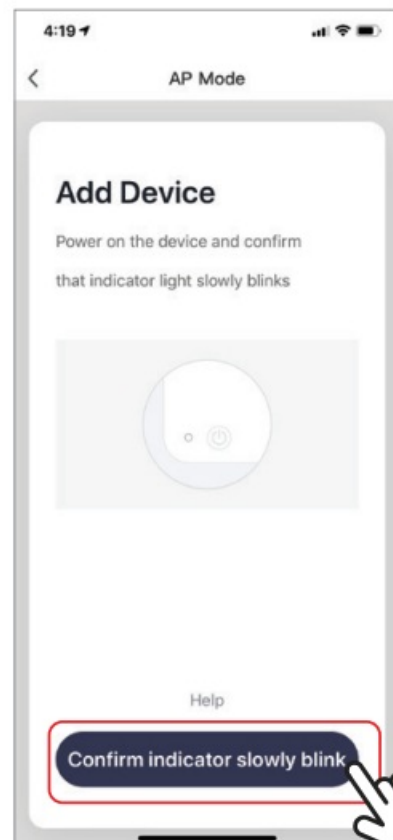 4:19
AP Mode
Add Device
Power on the device and confirm
that indicator light slowly blinks
Help
Confirm indicator slowly blink